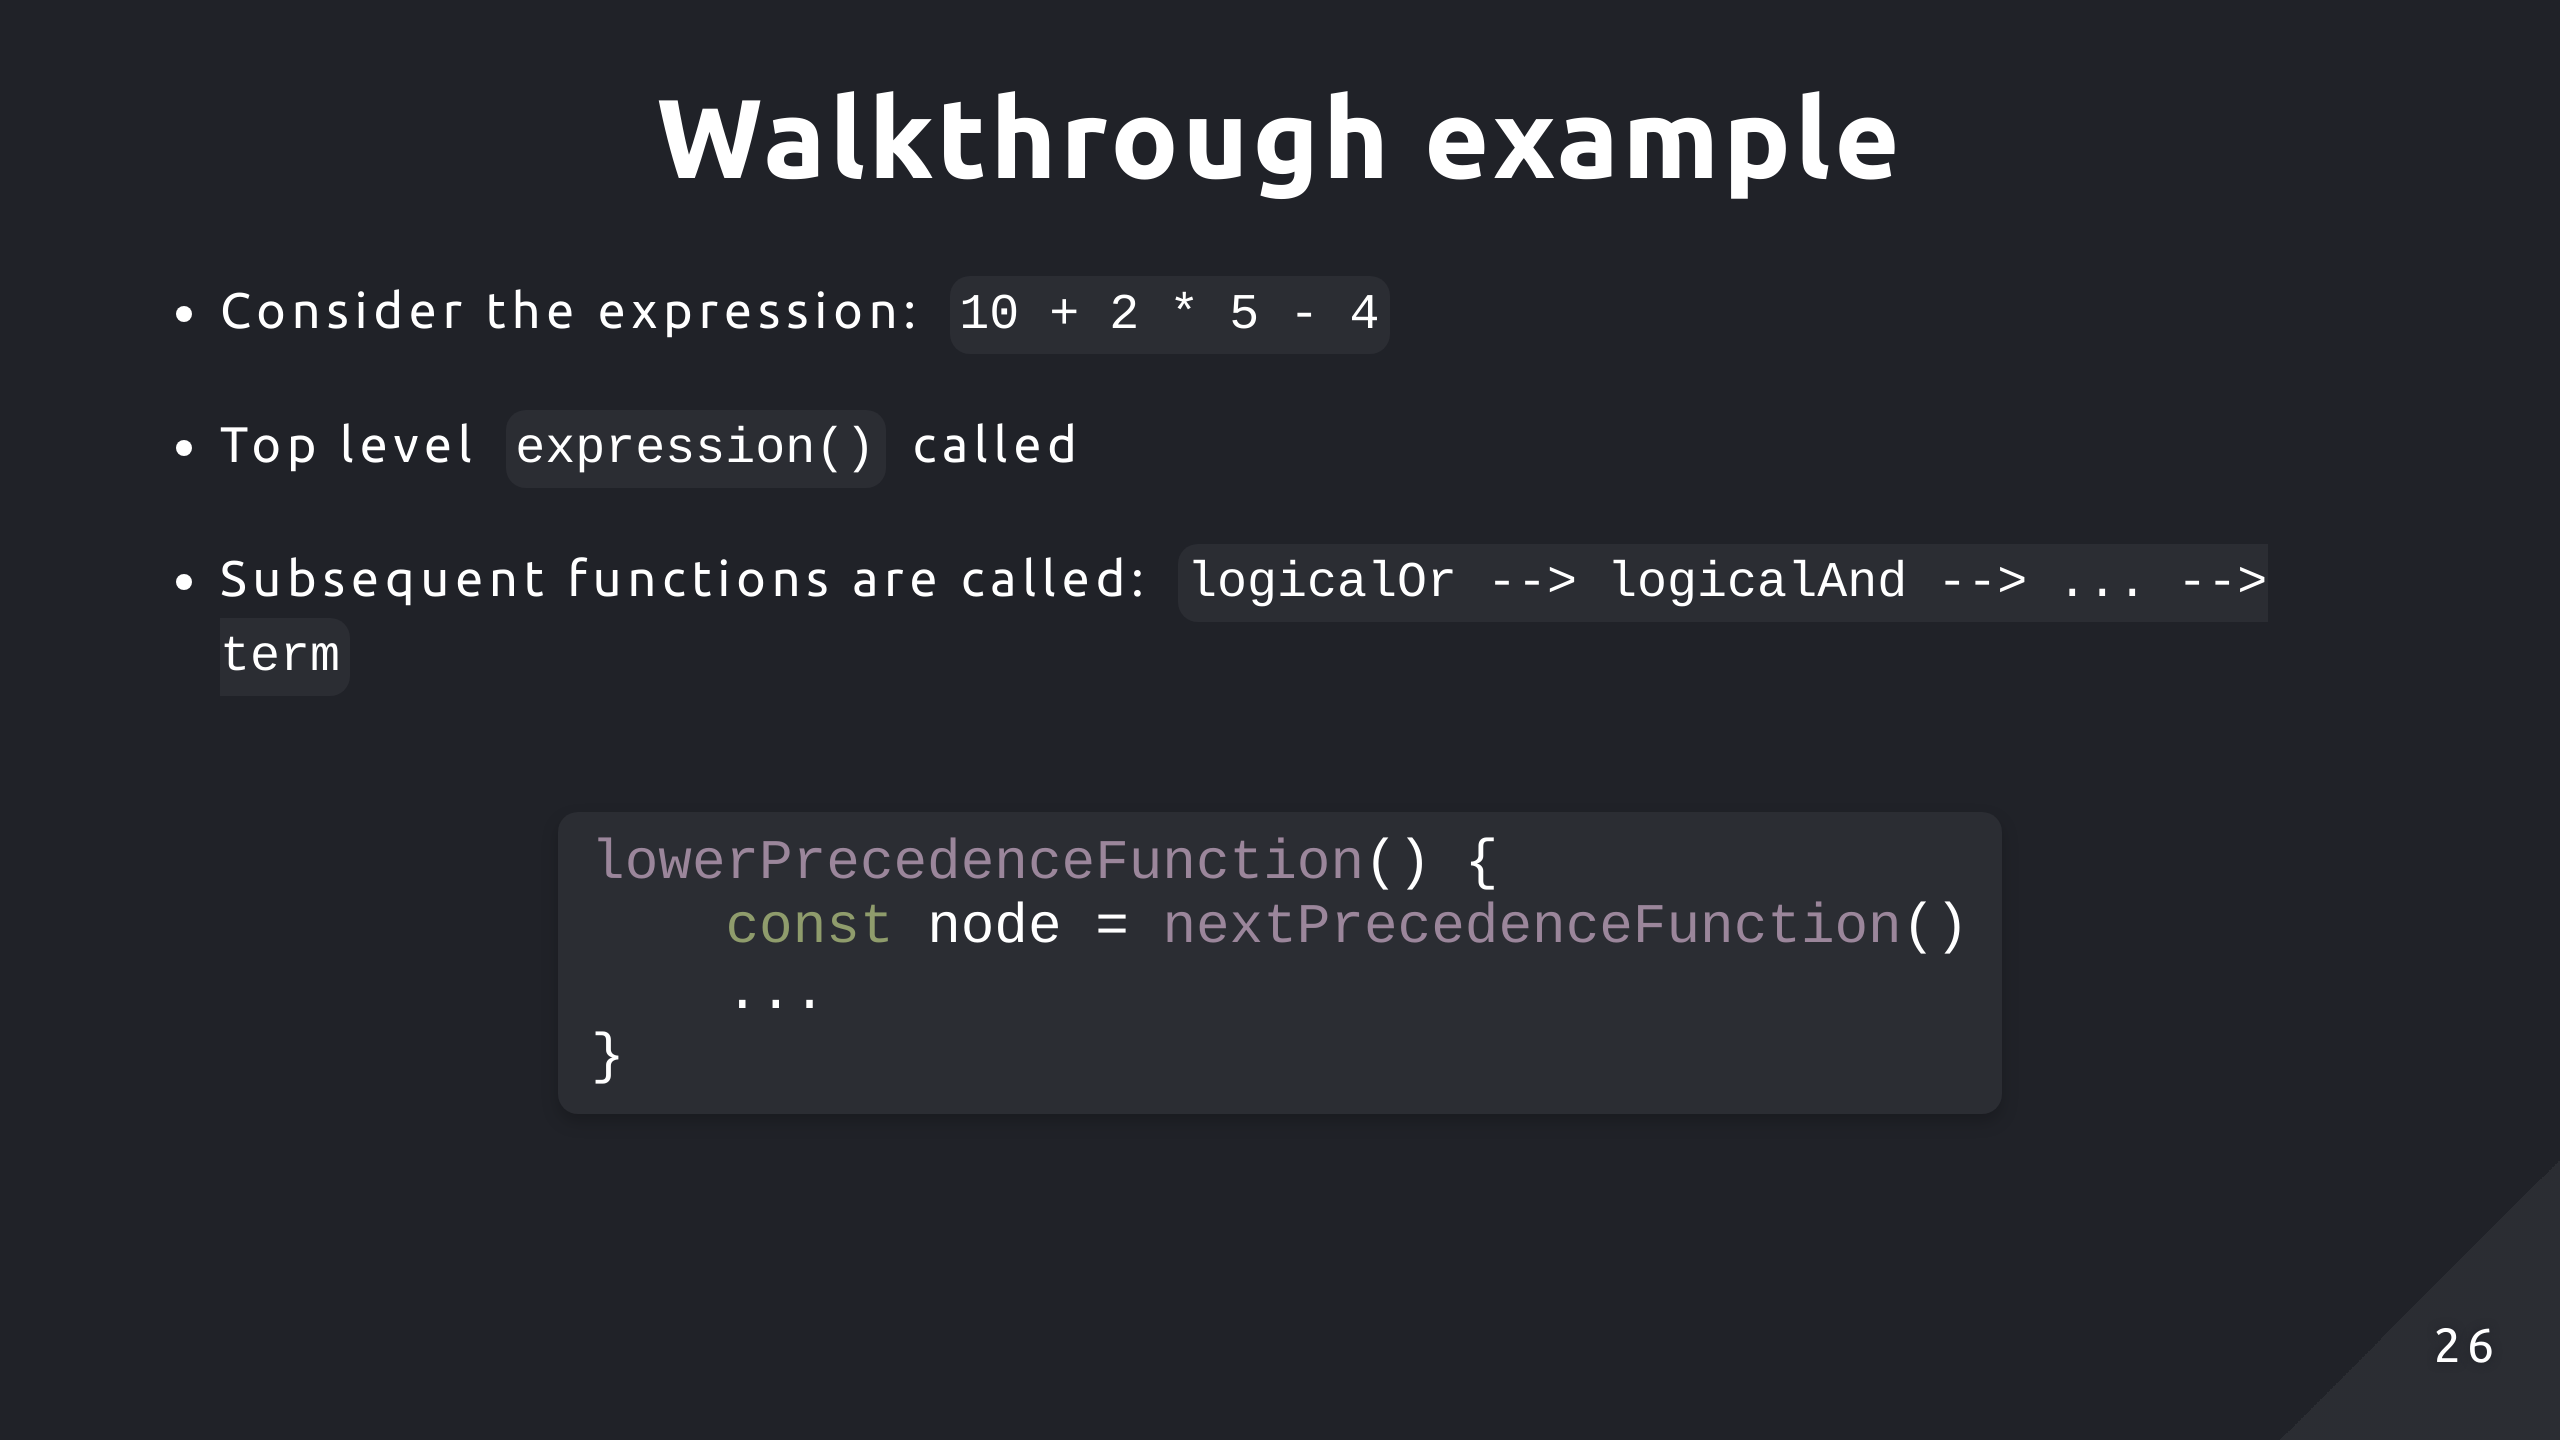 Walkthrough example
• Consider the expression: 10 + 2 * 5 - 4
• Top level expression() called
• Subsequent functions are called: logicalOr --> logicalAnd --> ... -->
term
lowerPrecedenceFunction() {
    const node = nextPrecedenceFunction()
    ...
}
26